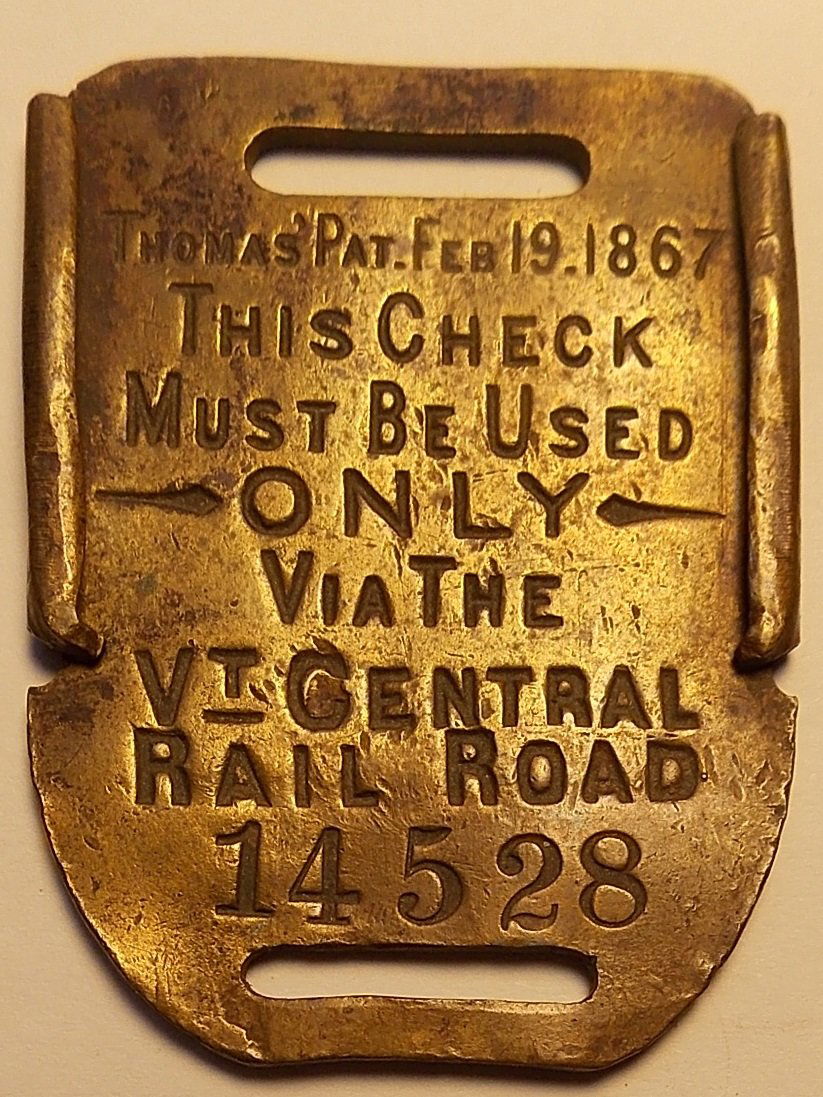 THOMAS' PAT. FEB 19. 1867
THIS CHECK
MUST BE USED
ONLY
VIA THE
VT CENTRAL
RAIL ROAD
14528